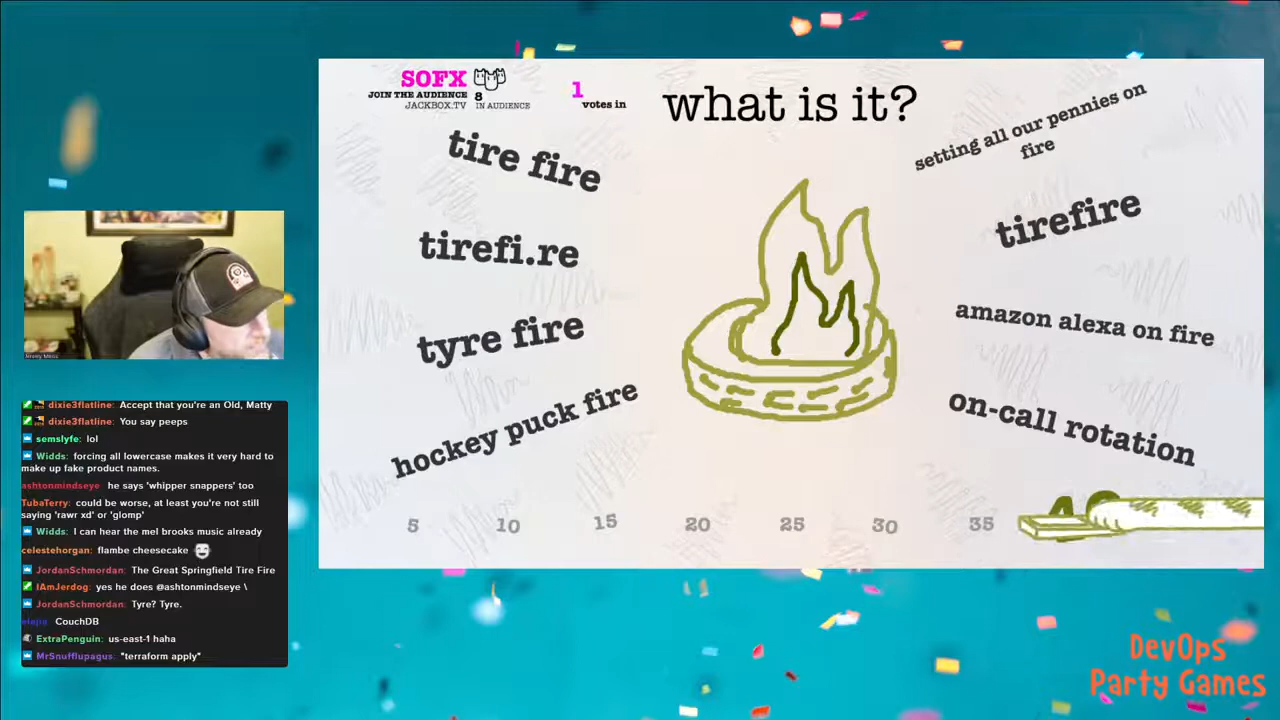 SOFX
JOIN THE AUDIENCE
JACKBOX.TV
8
IN AUDIENCE
1
votes in
what is it?
tire fire
tirefi.re
tyre fire
hockey puck fire
setting all our pennies on
fire
tirefire
amazon alexa on fire
on-call rotation
5 10 15 20 25 30 35
dixie3flatline: Accept that you're an Old, Matty
dixie3flatline: You say peeps
semslyfe: lol
Widds: forcing all lowercase makes it very hard to
make up fake product names.
ashtonmindseye he says 'whipper snappers' too
TubaTerry: could be worse, at least you're not still
saying 'rawr xd' or 'glomp'
Widds: I can hear the mel brooks music already
celestehorgan: flambe cheesecake
JordanSchmordan: The Great Springfield Tire Fire
IAmJerdog: yes he does @ashtonmindseye \
JordanSchmordan: Tyre? Tyre.
CouchDB
ExtraPenguin: us-east-1 haha
MrSnufflupagus: "terraform apply"
DevOps
Party Games